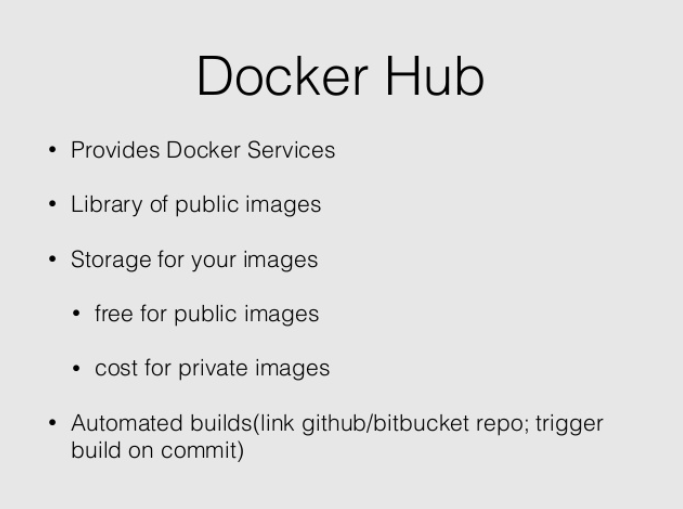 Docker Hub
• Provides Docker Services
• Library of public images
• Storage for your images
• free for public images
• cost for private images
• Automated builds(link github/bitbucket repo; trigger
build on commit)